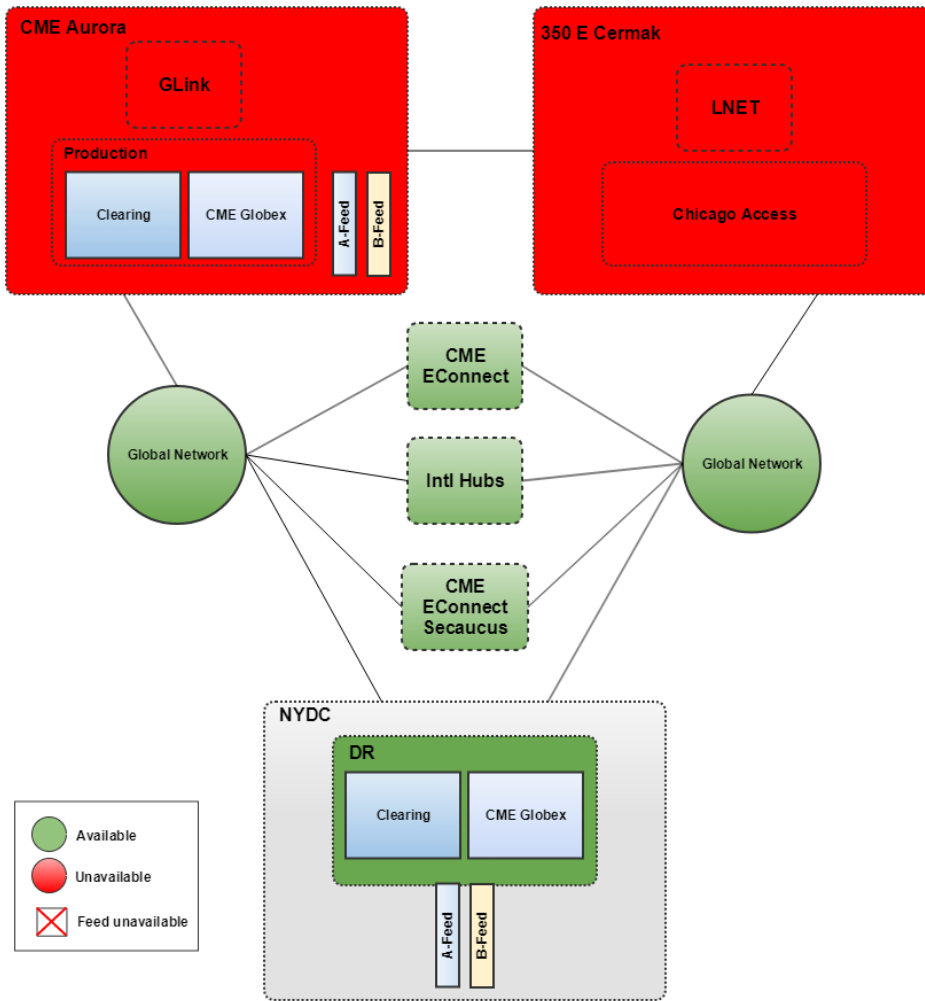 CME Aurora
GLink
Production
Clearing
CME Globex
A-Feed
B-Feed
350 E Cermak
LNET
Chicago Access
CME
EConnect
Global Network
Intl Hubs
Global Network
CME
EConnect
Secaucus
NYDC
DR
Clearing
CME Globex
A-Feed
B-Feed
Available
Unavailable
Feed unavailable